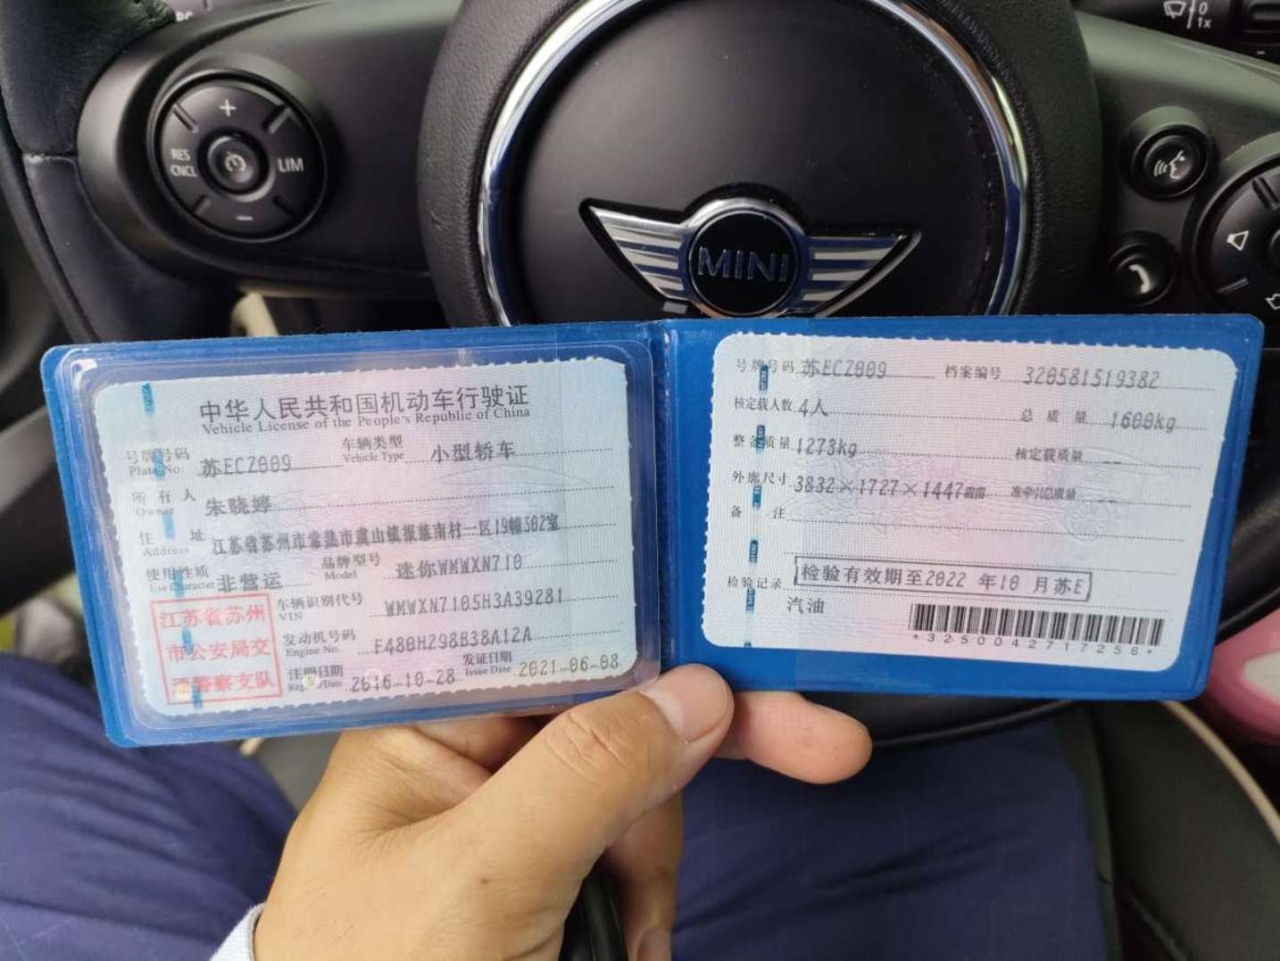 0
1x
+
RES
CNCL
LIM
−
MINI
中华人民共和国机动车行驶证
Vehicle License of the People's Republic of China
号牌号码 苏ECZ009 车辆类型 小型轿车
Plate No. Vehicle Type
所有人 朱晓婷
Owner
住址 江苏省苏州市常熟市虞山镇报慈南村一区19幢502室
Address
使用性质 非营运 品牌型号 迷你WMWXN710
Use Character Model
江苏省苏州
市公安局交
通警察支队
车辆识别代号 WMWXN7105H3A39281
VIN
发动机号码 F480H298B38A12A
Engine No.
注册日期 2016-10-28 发证日期 2021-06-08
Register Date Issue Date
号牌号码 苏ECZ009 档案编号 320581519382
核定载人数 4人 总质量 1600kg
整备质量 1273kg 核定载质量 --
外廓尺寸 3832×1727×1447mm 准牵引总质量 --
备注
检验记录 检验有效期至2022 年10 月苏E
汽油
*3250042717256*